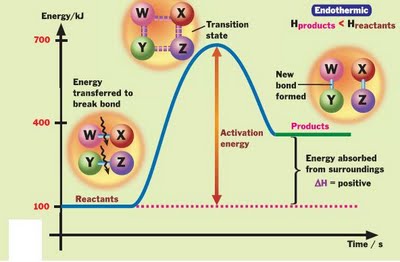 Energy/kJ
700
400
100
W X
Y Z
Transition
state
Endothermic
Hproducts < Hreactants
Energy
transferred to
break bond
W X
Y Z
Reactants
Activation
energy
New
bond
formed
W X
Y Z
Products
Energy absorbed
from surroundings
ΔH = positive
Time / s